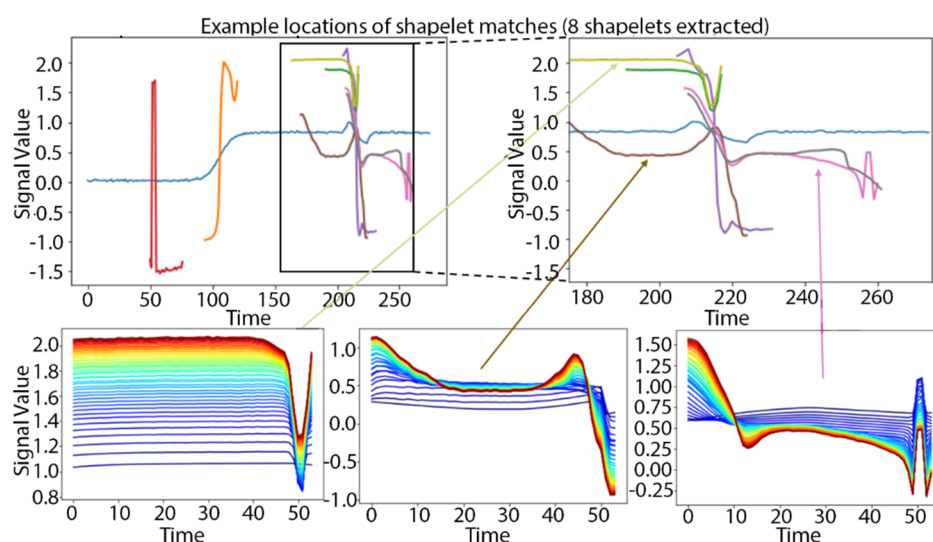 Example locations of shapelet matches (8 shapelets extracted)
Signal Value
2.0
1.5
1.0
0.5
0.0
-0.5
-1.0
-1.5
0 50 100 150 200 250
Time
Signal Value
2.0
1.5
1.0
0.5
0.0
-0.5
-1.0
-1.5
180 200 220 240 260
Time
Signal Value
2.0
1.8
1.6
1.4
1.2
1.0
0.8
0 10 20 30 40 50
Time
1.0
0.5
0.0
-0.5
-1.0
0 10 20 30 40 50
Time
1.50
1.25
1.00
0.75
0.50
0.25
0.00
-0.25
0 10 20 30 40 50
Time